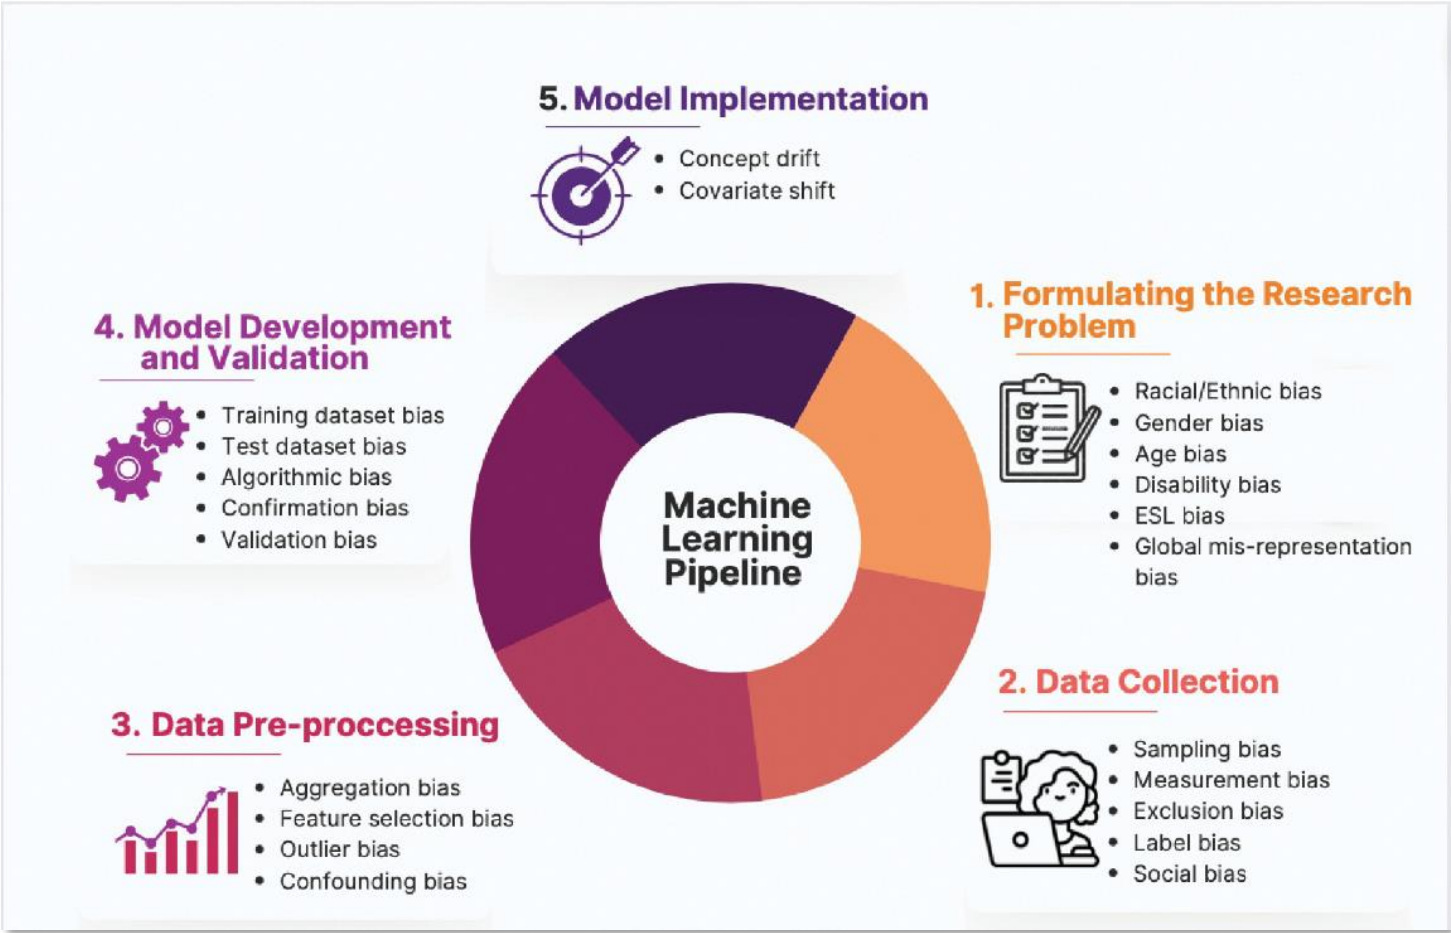 5. Model Implementation
• Concept drift
• Covariate shift
1. Formulating the Research
Problem
• Racial/Ethnic bias
• Gender bias
• Age bias
• Disability bias
• ESL bias
• Global mis-representation
bias
2. Data Collection
• Sampling bias
• Measurement bias
• Exclusion bias
• Label bias
• Social bias
3. Data Pre-proccessing
• Aggregation bias
• Feature selection bias
• Outlier bias
• Confounding bias
4. Model Development
and Validation
• Training dataset bias
• Test dataset bias
• Algorithmic bias
• Confirmation bias
• Validation bias
Machine
Learning
Pipeline